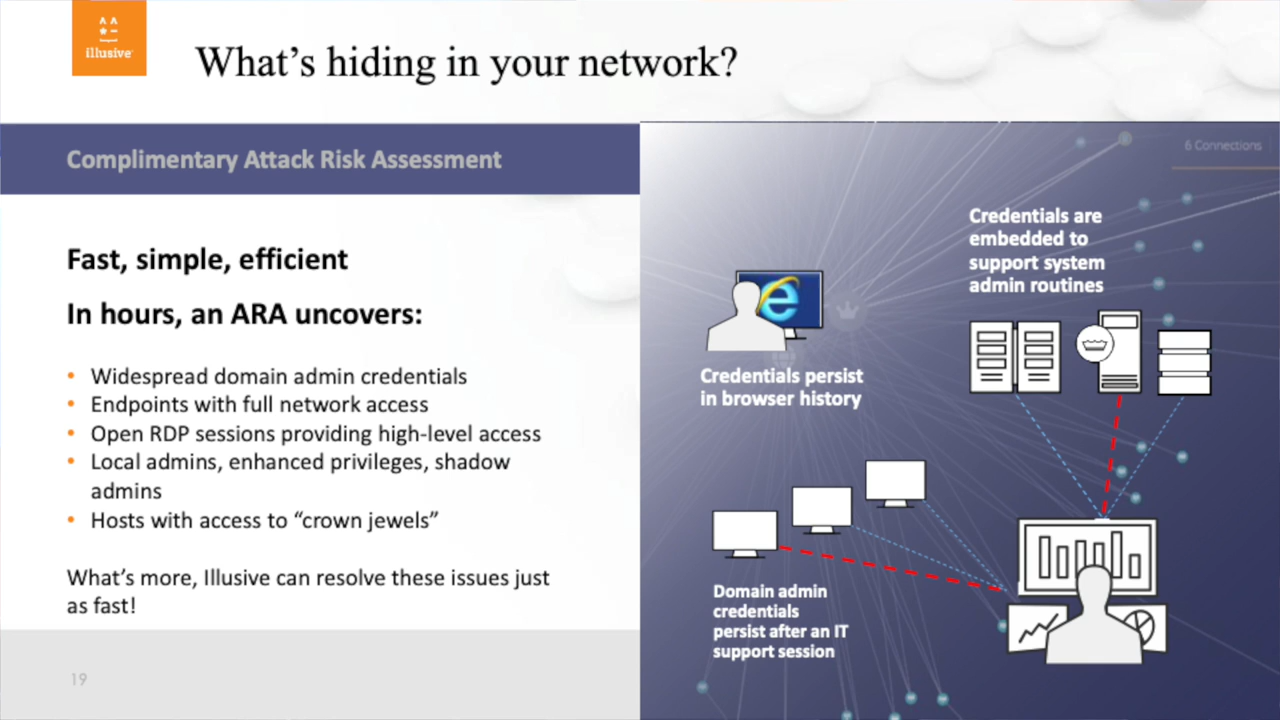 illusive
What's hiding in your network?
Complimentary Attack Risk Assessment
6 Connections
Fast, simple, efficient
In hours, an ARA uncovers:
• Widespread domain admin credentials
• Endpoints with full network access
• Open RDP sessions providing high-level access
• Local admins, enhanced privileges, shadow
admins
• Hosts with access to “crown jewels”
What's more, Illusive can resolve these issues just
as fast!
19
Credentials are
embedded to
support system
admin routines
Credentials persist
in browser history
Domain admin
credentials
persist after an IT
support session